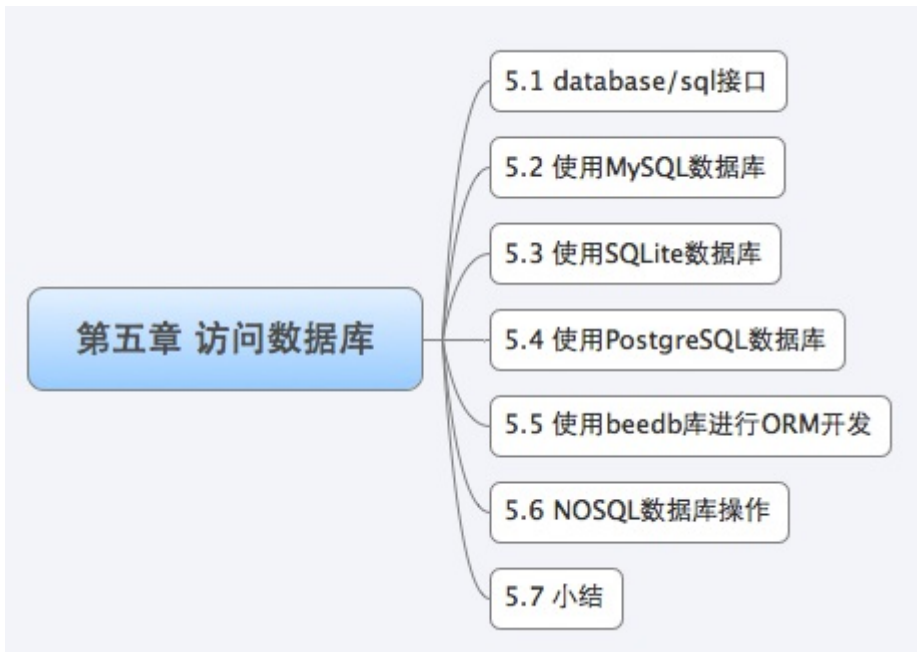 第五章 访问数据库
5.1 database/sql接口
5.2 使用MySQL数据库
5.3 使用SQLite数据库
5.4 使用PostgreSQL数据库
5.5 使用beedb库进行ORM开发
5.6 NOSQL数据库操作
5.7 小结